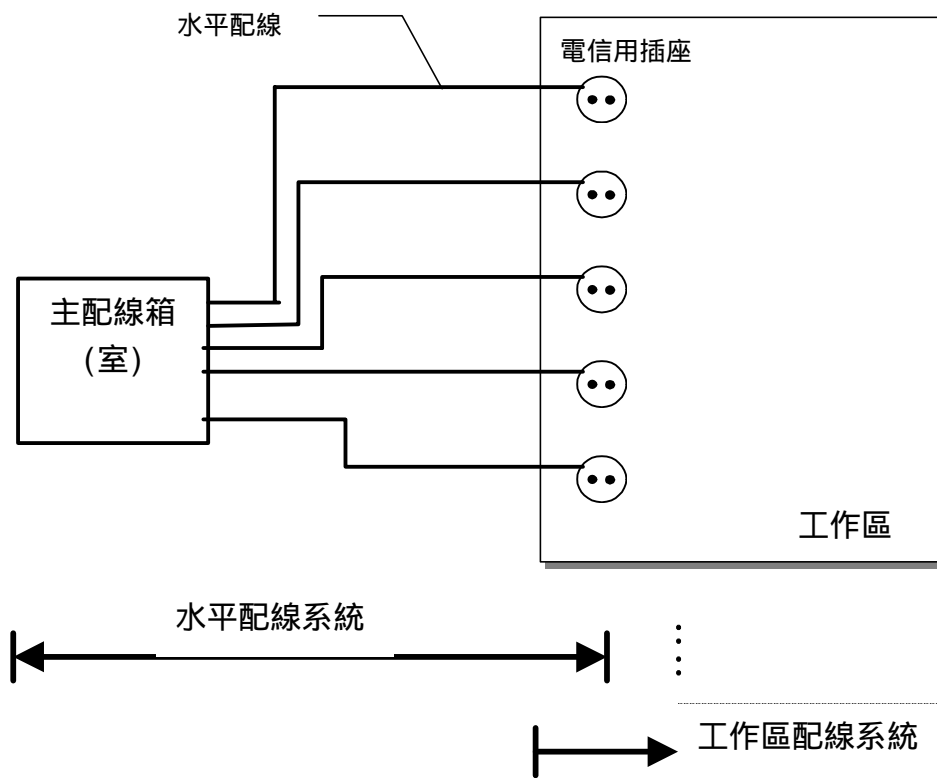 水平配線
電信用插座
主配線箱
(室)
工作區
水平配線系統
工作區配線系統